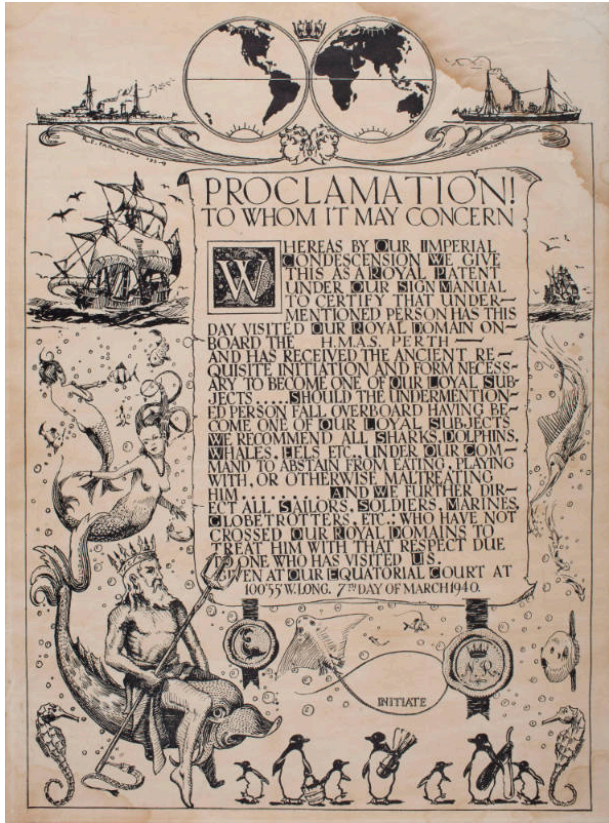 PROCLAMATION!
TO WHOM IT MAY CONCERN
WHEREAS BY OUR IMPERIAL
CONDESCENSION WE GIVE
THIS AS A ROYAL PATENT
UNDER OUR SIGN MANUAL
TO CERTIFY THAT UNDER—
MENTIONED PERSON HAS THIS
DAY VISITED OUR ROYAL DOMAIN ON-
BOARD THE H.M.A.S. PERTH —
AND HAS RECEIVED THE ANCIENT RE—
QUISITE INITIATION AND FORM NECESS-
ARY TO BECOME ONE OF OUR LOYAL SUB-
JECTS .... SHOULD THE UNDERMENTION-
ED PERSON FALL OVERBOARD HAVING BE-
COME ONE OF OUR LOYAL SUBJECTS
WE RECOMMEND ALL SHARKS, DOLPHINS,
WHALES, EELS ETC. UNDER OUR COM—
MAND TO ABSTAIN FROM EATING, PLAYING
WITH, OR OTHERWISE MALTREATING
HIM ........ AND WE FURTHER DIR—
ECT ALL SAILORS, SOLDIERS, MARINES,
GLOBETROTTERS, ETC.; WHO HAVE NOT
CROSSED OUR ROYAL DOMAINS TO
TREAT HIM WITH THAT RESPECT DUE
TO ONE WHO HAS VISITED US.
GIVEN AT OUR EQUATORIAL COURT AT
100°55'W.LONG. 7TH DAY OF MARCH 1940.
INITIATE